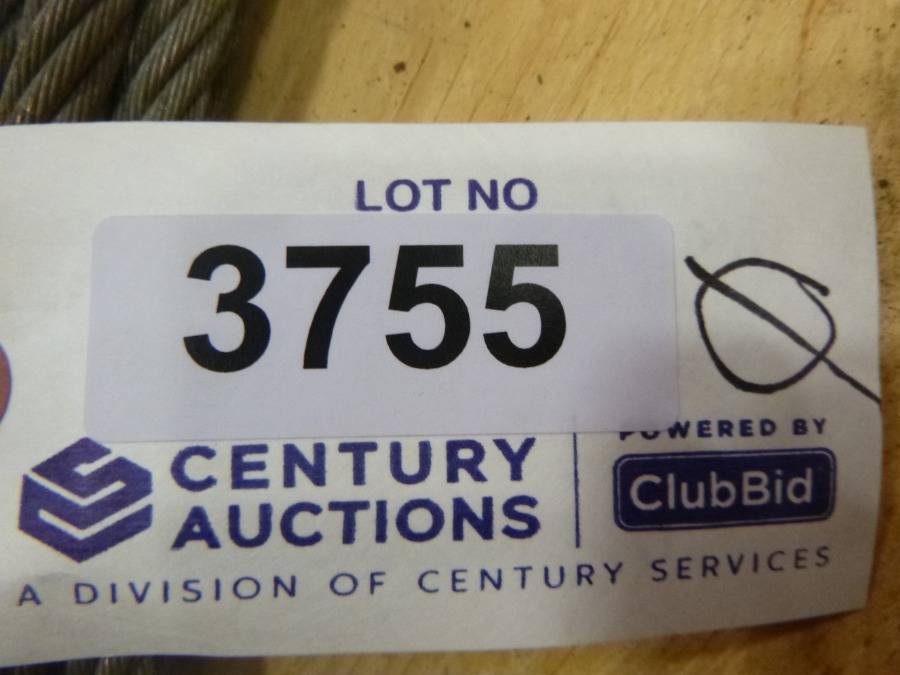 LOT NO
3755
CENTURY
AUCTIONS
POWERED BY
ClubBid
A DIVISION OF CENTURY SERVICES